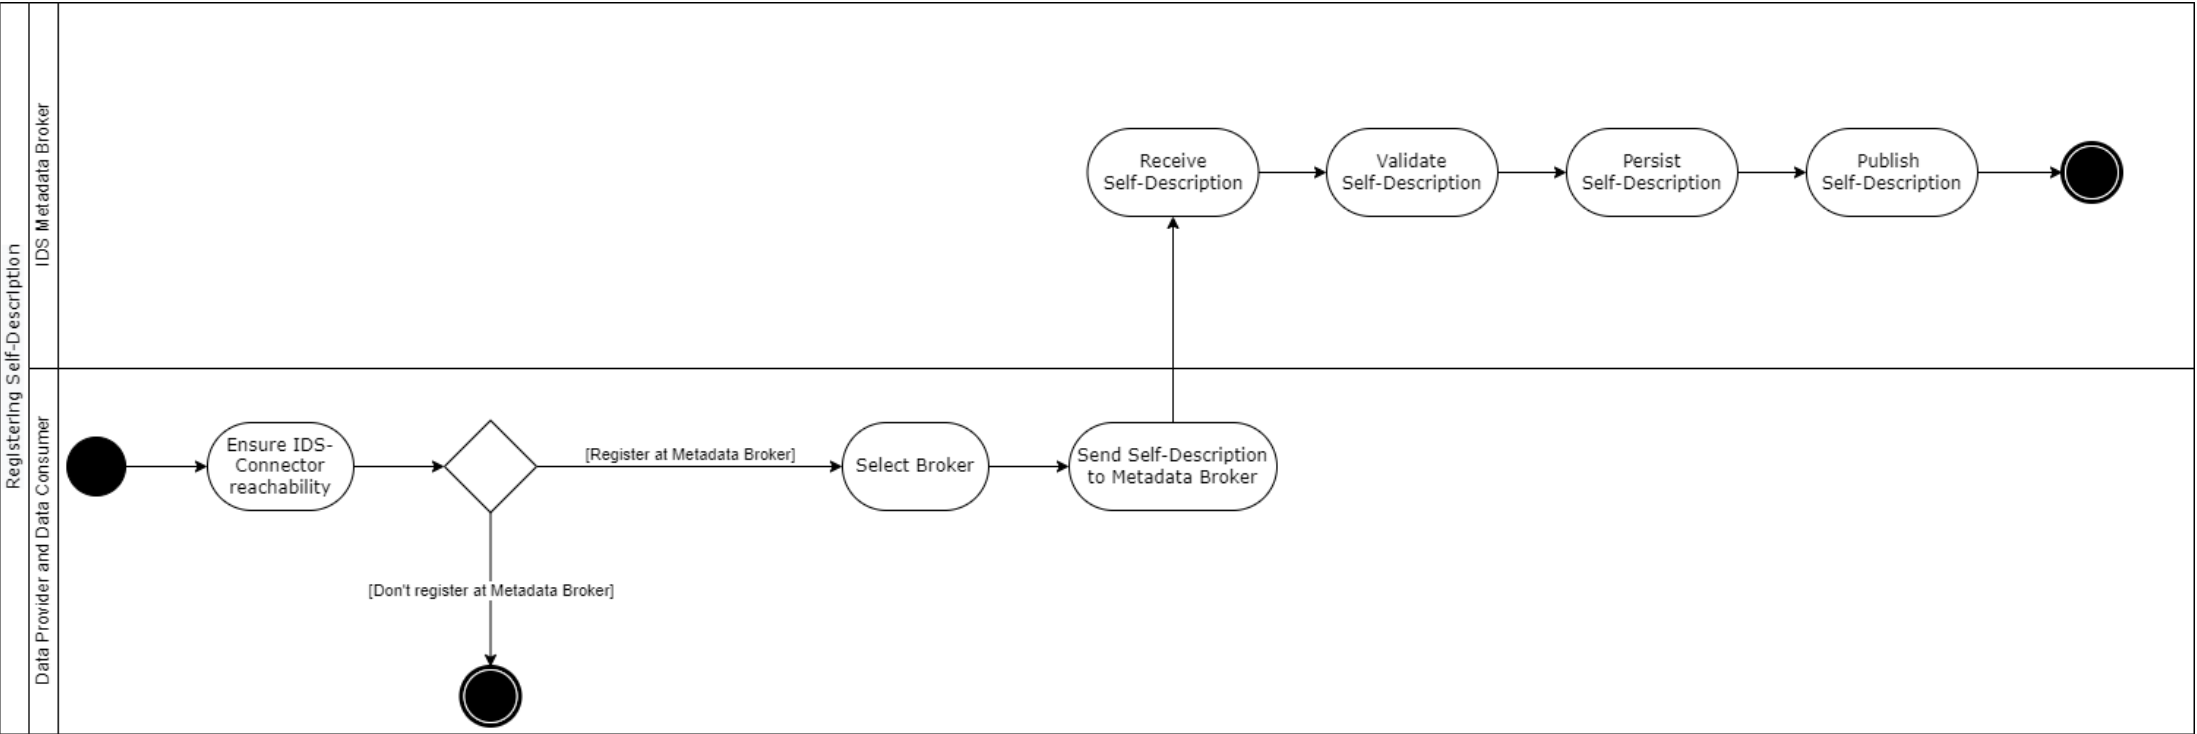 Registering Self-Description
IDS Metadata Broker
Receive
Self-Description
Validate
Self-Description
Persist
Self-Description
Publish
Self-Description
Data Provider and Data Consumer
Ensure IDS-
Connector
reachability
[Register at Metadata Broker]
Select Broker
Send Self-Description
to Metadata Broker
[Don't register at Metadata Broker]